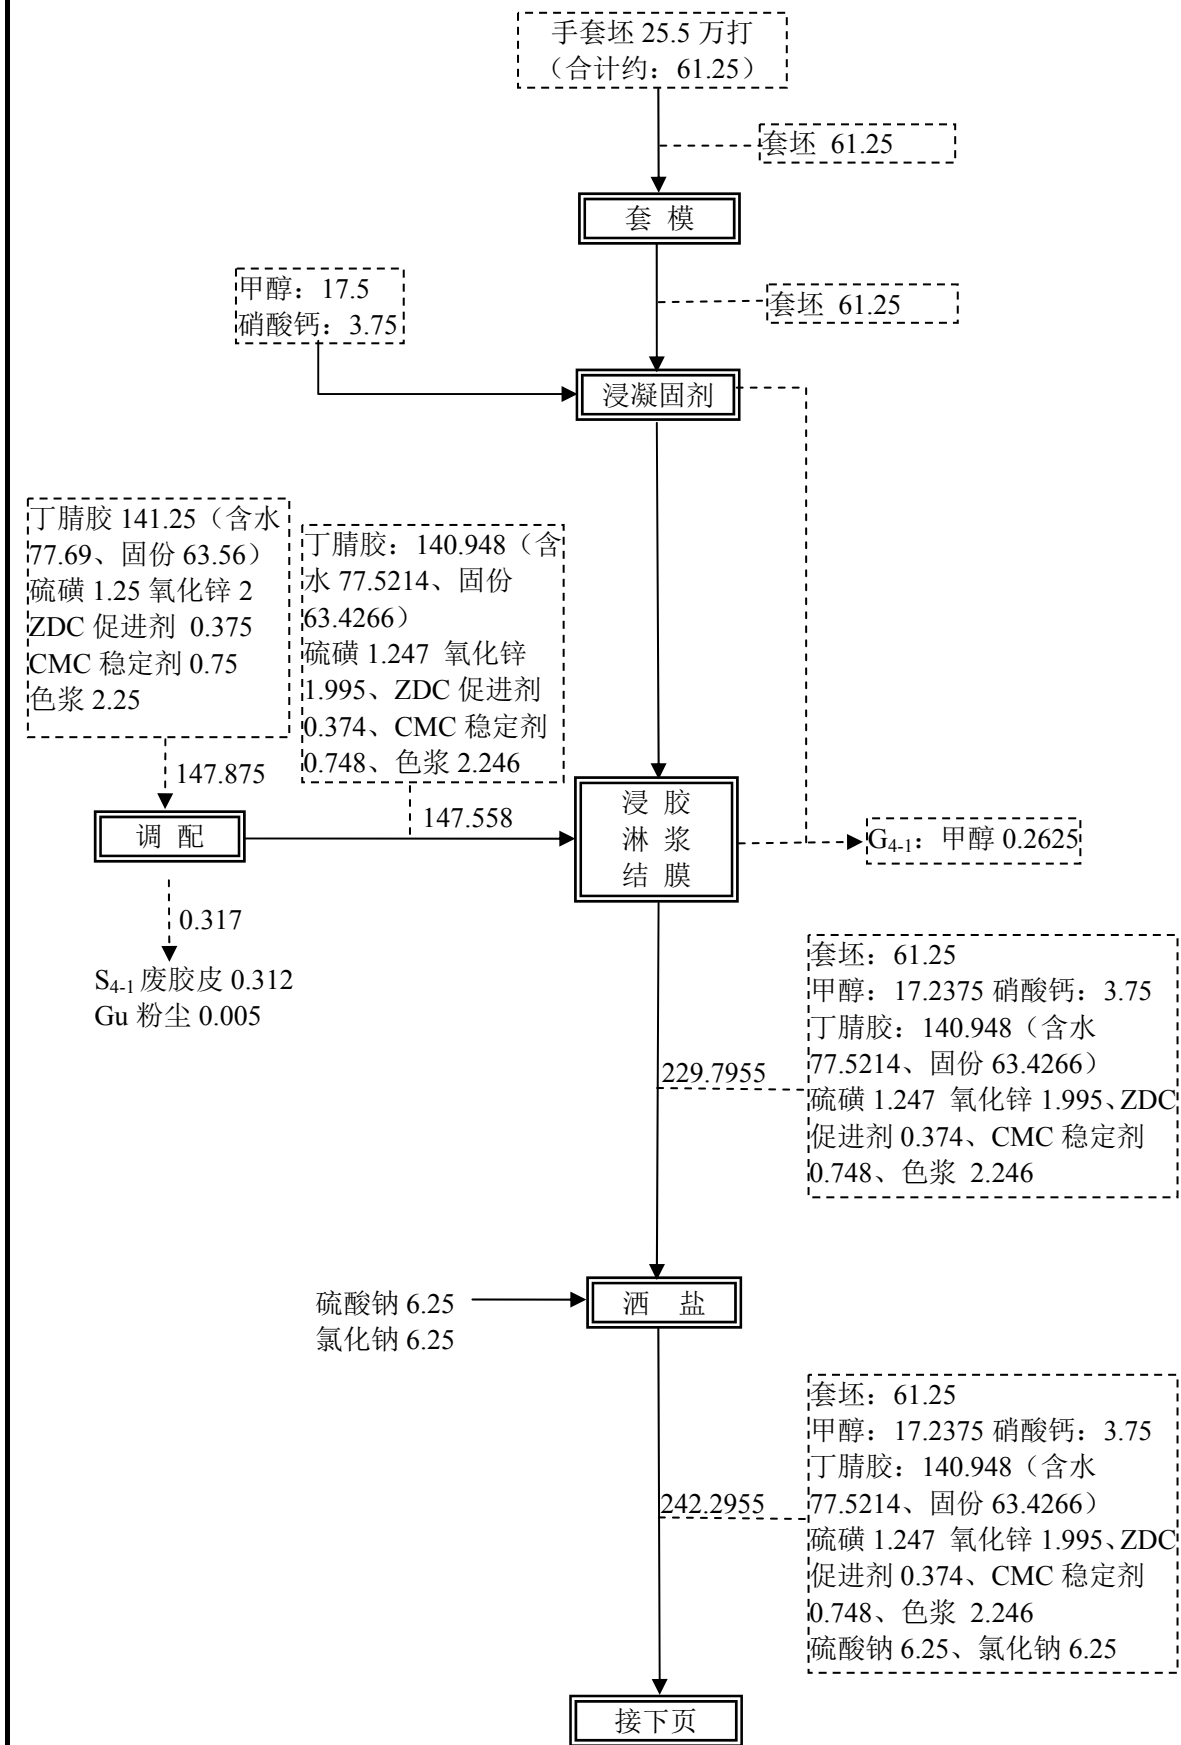 手套坯 25.5 万打
（合计约：61.25）
套坯 61.25
套 模
甲醇：17.5
硝酸钙：3.75
套坯 61.25
浸凝固剂
丁腈胶 141.25（含水
77.69、固份 63.56）
硫磺 1.25 氧化锌 2
ZDC 促进剂 0.375
CMC 稳定剂 0.75
色浆 2.25
丁腈胶：140.948（含
水 77.5214、固份
63.4266）
硫磺 1.247 氧化锌
1.995、ZDC 促进剂
0.374、CMC 稳定剂
0.748、色浆 2.246
147.875
调 配
147.558
浸 胶
淋 浆
结 膜
G4-1：甲醇 0.2625
0.317
S4-1 废胶皮 0.312
Gu 粉尘 0.005
套坯：61.25
甲醇：17.2375 硝酸钙：3.75
丁腈胶：140.948（含水
77.5214、固份 63.4266）
硫磺 1.247 氧化锌 1.995、ZDC
促进剂 0.374、CMC 稳定剂
0.748、色浆 2.246
229.7955
硫酸钠 6.25
氯化钠 6.25
洒 盐
套坯：61.25
甲醇：17.2375 硝酸钙：3.75
丁腈胶：140.948（含水
77.5214、固份 63.4266）
硫磺 1.247 氧化锌 1.995、ZDC
促进剂 0.374、CMC 稳定剂
0.748、色浆 2.246
硫酸钠 6.25、氯化钠 6.25
242.2955
接下页